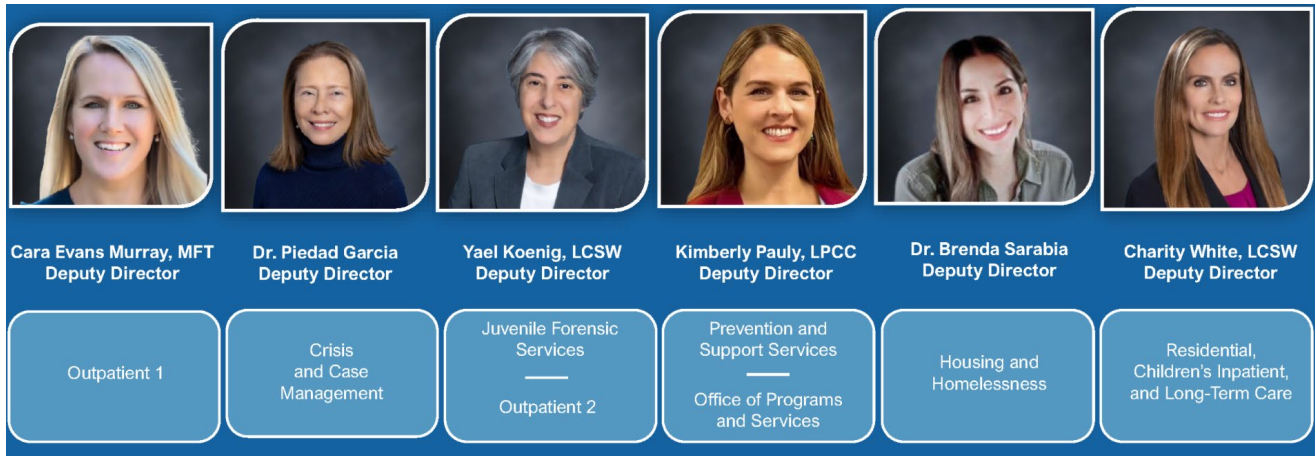 Cara Evans Murray, MFT
Deputy Director
Dr. Piedad Garcia
Deputy Director
Yael Koenig, LCSW
Deputy Director
Kimberly Pauly, LPCC
Deputy Director
Dr. Brenda Sarabia
Deputy Director
Charity White, LCSW
Deputy Director
Outpatient 1
Crisis
and Case
Management
Juvenile Forensic
Services
Outpatient 2
Prevention and
Support Services
Office of Programs
and Services
Housing and
Homelessness
Residential,
Children's Inpatient,
and Long-Term Care